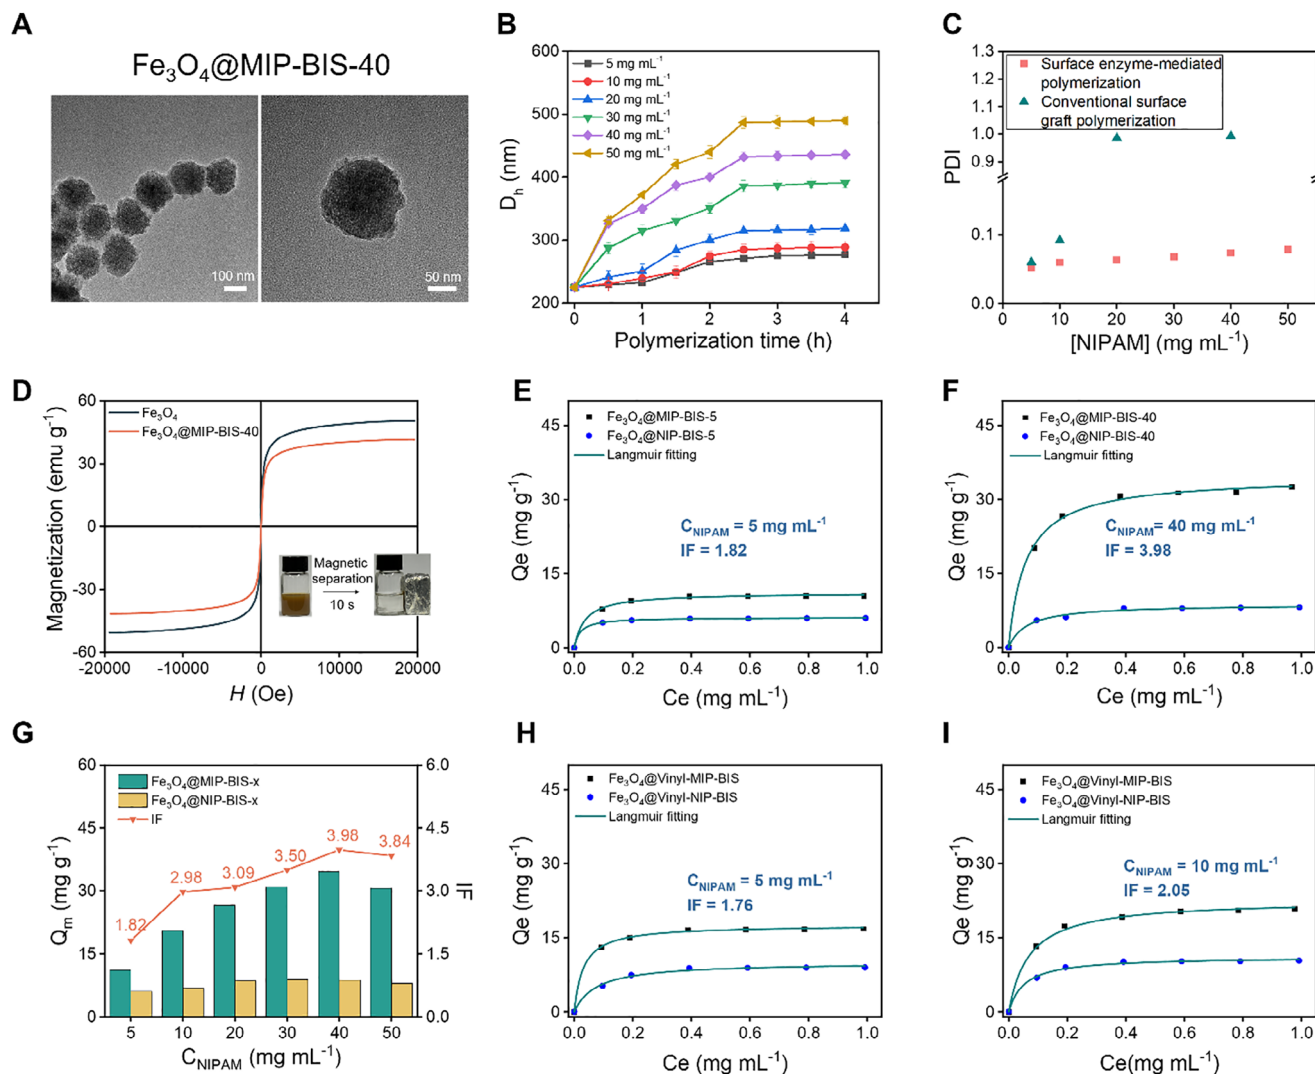 A
Fe₃O₄@MIP-BIS-40
100 nm
50 nm
B
600
500
400
300
200
Dₕ (nm)
5 mg mL⁻¹
10 mg mL⁻¹
20 mg mL⁻¹
30 mg mL⁻¹
40 mg mL⁻¹
50 mg mL⁻¹
0 1 2 3 4
Polymerization time (h)
C
1.3
1.2
1.1
1.0
0.9
0.1
0.0
PDI
Surface enzyme-mediated
polymerization
Conventional surface
graft polymerization
0 10 20 30 40 50
[NIPAM] (mg mL⁻¹)
D
60
30
0
-30
-60
Magnetization (emu g⁻¹)
Fe₃O₄
Fe₃O₄@MIP-BIS-40
Magnetic
separation
10 s
-20000 -10000 0 10000 20000
H (Oe)
E
45
30
15
0
Qe (mg g⁻¹)
Fe₃O₄@MIP-BIS-5
Fe₃O₄@NIP-BIS-5
Langmuir fitting
C_NIPAM = 5 mg mL⁻¹
IF = 1.82
0.0 0.2 0.4 0.6 0.8 1.0
Ce (mg mL⁻¹)
F
45
30
15
0
Qe (mg g⁻¹)
Fe₃O₄@MIP-BIS-40
Fe₃O₄@NIP-BIS-40
Langmuir fitting
C_NIPAM= 40 mg mL⁻¹
IF = 3.98
0.0 0.2 0.4 0.6 0.8 1.0
Ce (mg mL⁻¹)
G
60
45
30
15
0
Qₘ (mg g⁻¹)
Fe₃O₄@MIP-BIS-x
Fe₃O₄@NIP-BIS-x
IF
1.82 2.98 3.09 3.50 3.98 3.84
6.0
4.5
3.0
1.5
0.0
IF
5 10 20 30 40 50
C_NIPAM (mg mL⁻¹)
H
45
30
15
0
Qe (mg g⁻¹)
Fe₃O₄@Vinyl-MIP-BIS
Fe₃O₄@Vinyl-NIP-BIS
Langmuir fitting
C_NIPAM = 5 mg mL⁻¹
IF = 1.76
0.0 0.2 0.4 0.6 0.8 1.0
Ce (mg mL⁻¹)
I
45
30
15
0
Qe (mg g⁻¹)
Fe₃O₄@Vinyl-MIP-BIS
Fe₃O₄@Vinyl-NIP-BIS
Langmuir fitting
C_NIPAM = 10 mg mL⁻¹
IF = 2.05
0.0 0.2 0.4 0.6 0.8 1.0
Ce(mg mL⁻¹)